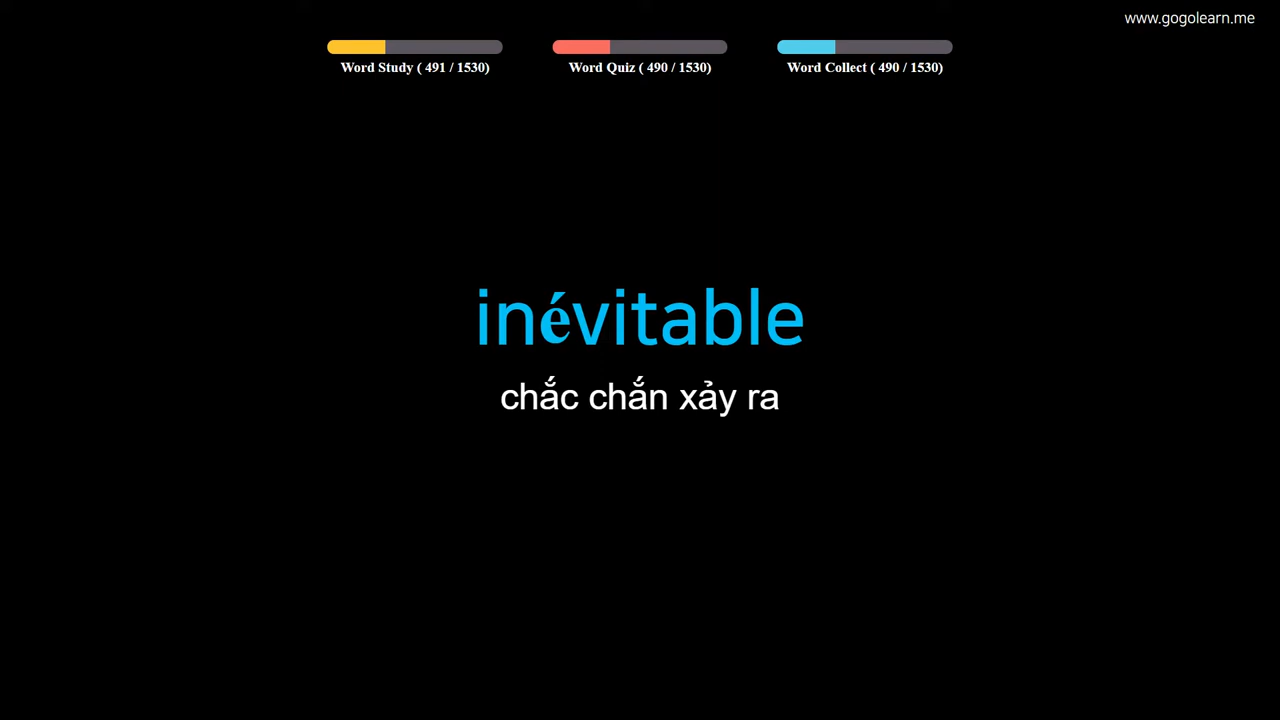 www.gogolearn.me
Word Study ( 491 / 1530)
Word Quiz ( 490 / 1530)
Word Collect ( 490 / 1530)
inévitable
chắc chắn xảy ra